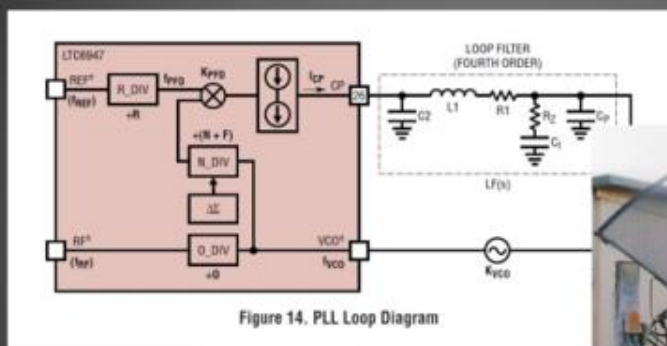 LTC6947
LOOP FILTER
(FOURTH ORDER)
REF±
R_DIV
fPFD
KPFD
ICP
CP
26
(fREF)
÷R
L1
R1
C2
RZ
CP
CI
÷(N + F)
N_DIV
LF(s)
ΔΣ
RF±
O_DIV
VCO±
(fRF)
÷O
fVCO
KVCO
Figure 14. PLL Loop Diagram